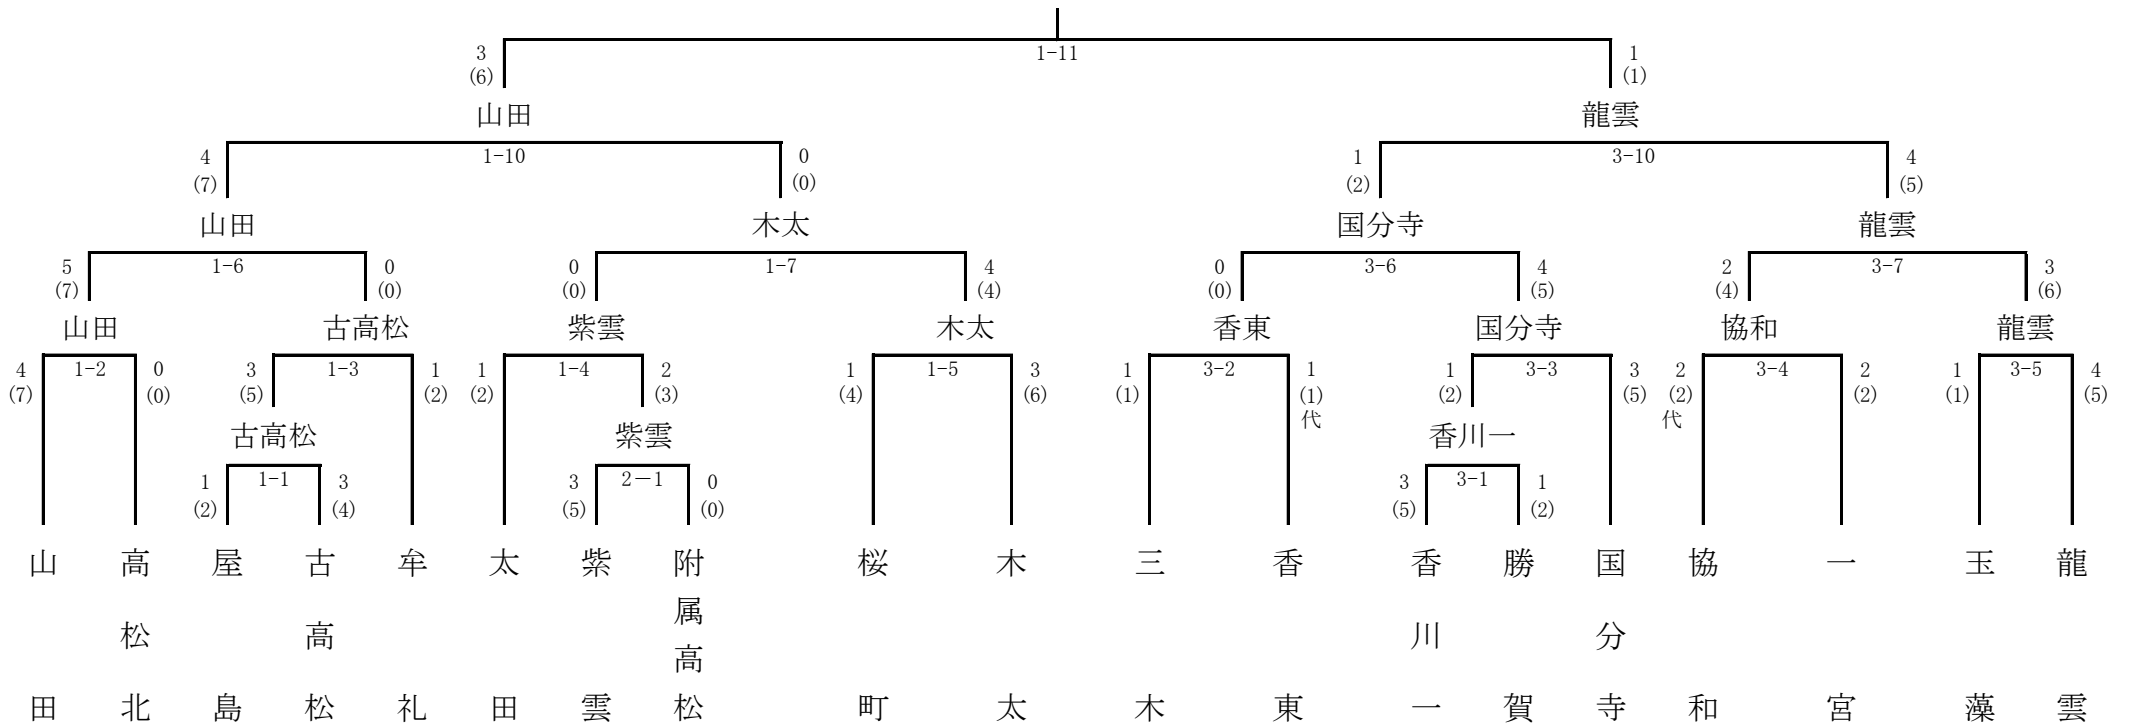 3 1-11 1
(6) (1)
山田 龍雲
4 1-10 0 1 3-10 4
(7) (0) (2) (5)
山田 木太 国分寺 龍雲
5 1-6 0 0 1-7 4 0 3-6 4 2 3-7 3
(7) (0) (0) (4) (0) (5) (4) (6)
山田 古高松 紫雲 木太 香東 国分寺 協和 龍雲
4 1-2 0 3 1-3 1 1 1-4 2 1 1-5 3 1 3-2 1 1 3-3 3 2 3-4 2 1 3-5 4
(7) (0) (5) (2) (2) (3) (4) (6) (1) (1) (2) (5) (2) (2) (1) (5)
代 代
古高松 紫雲 香川一
1 1-1 3 3 2－1 0 3 3-1 1
(2) (4) (5) (0) (5) (2)
山田
高松北
屋島
古高松
牟礼
太田
紫雲
附属高松
桜町
木太
三木
香東
香川一
勝賀
国分寺
協和
一宮
玉藻
龍雲